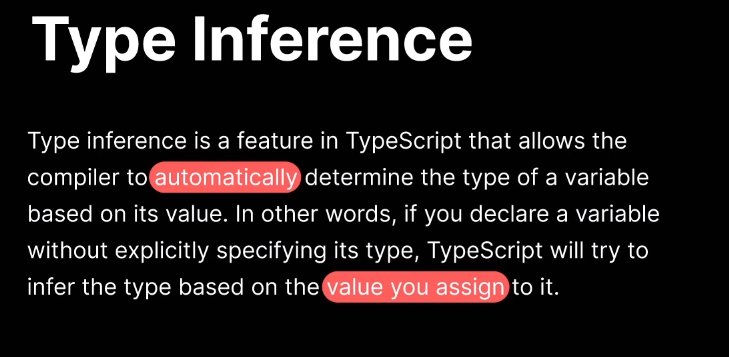 Type Inference
Type inference is a feature in TypeScript that allows the
compiler to automatically determine the type of a variable
based on its value. In other words, if you declare a variable
without explicitly specifying its type, TypeScript will try to
infer the type based on the value you assign to it.